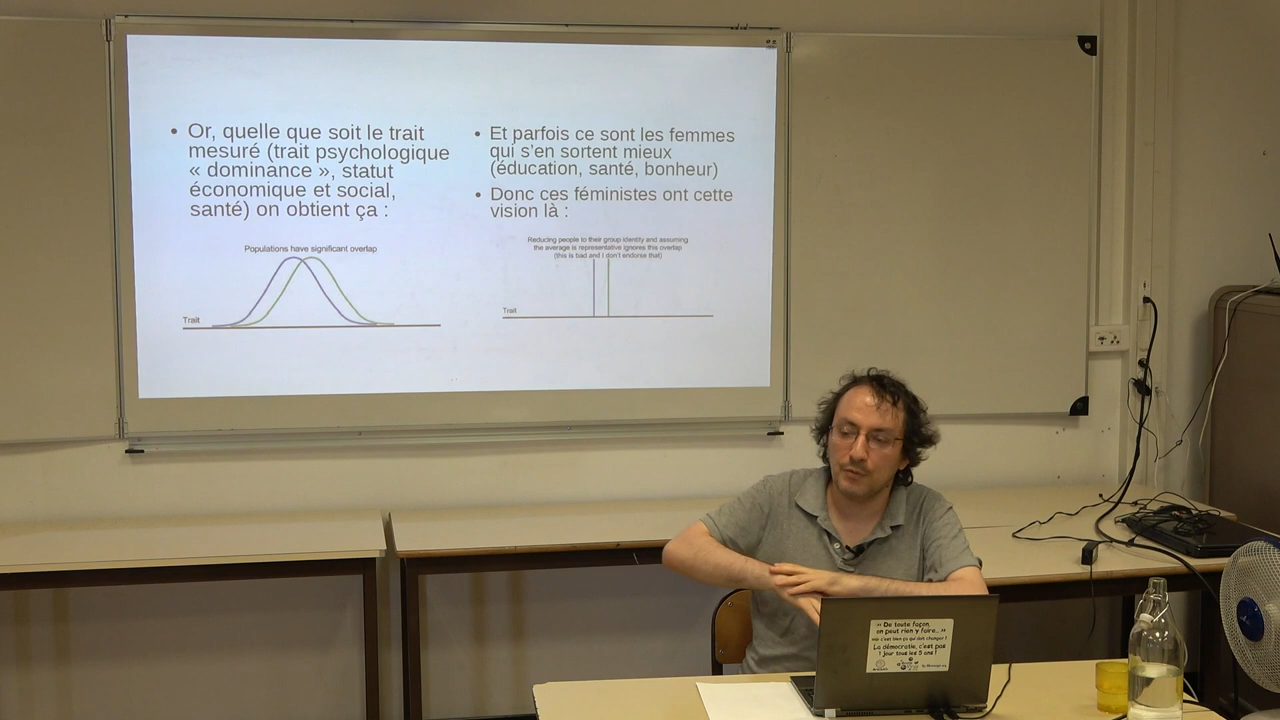 • Or, quelle que soit le trait
mesuré (trait psychologique
« dominance », statut
économique et social,
santé) on obtient ça :
Populations have significant overlap
Trait
• Et parfois ce sont les femmes
qui s'en sortent mieux
(éducation, santé, bonheur)
• Donc ces féministes ont cette
vision là :
Reducing people to their group identity and assuming
the average is representative ignores this overlap
(this is bad and I don't endorse that)
Trait
" De toute façon,
on peut rien y faire... "
La démocratie, c'est pas
1 jour tous les 5 ans !